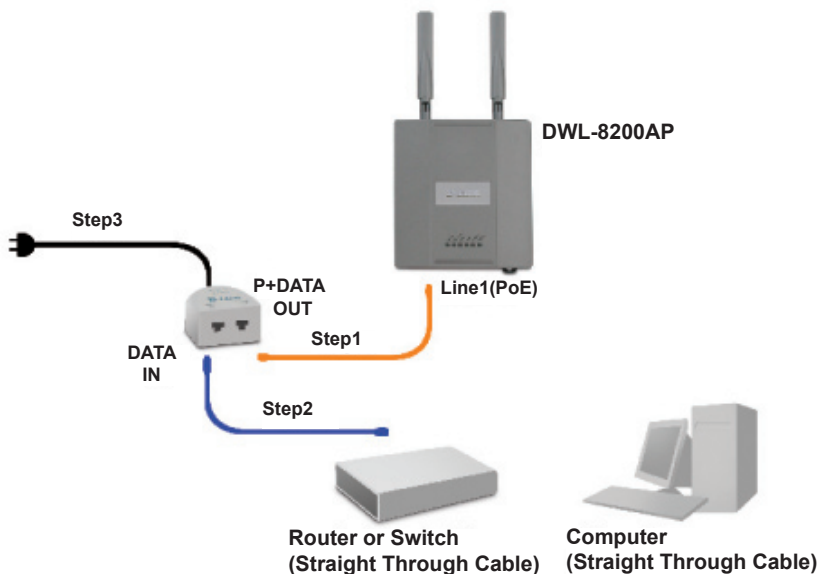 DWL-8200AP
Step3
P+DATA
OUT
Line1(PoE)
Step1
DATA
IN
Step2
Router or Switch
(Straight Through Cable)
Computer
(Straight Through Cable)